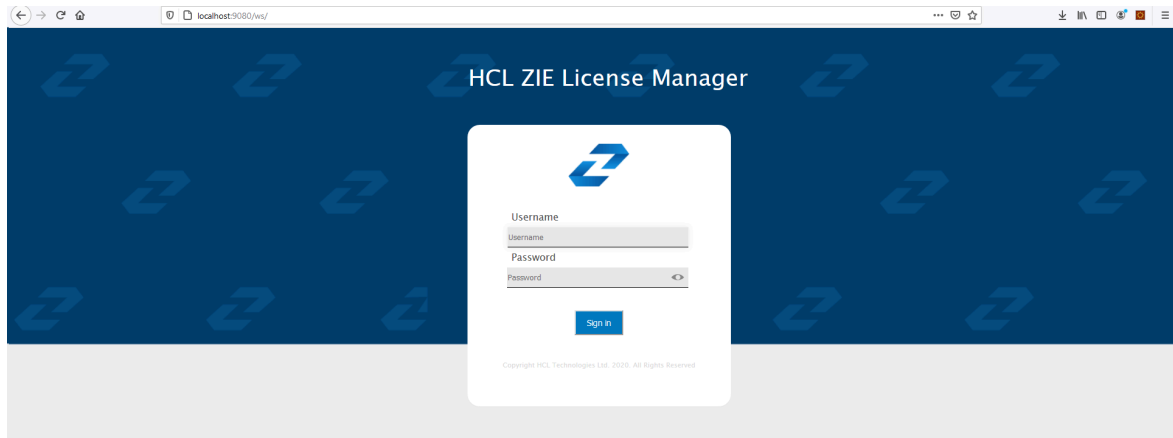 localhost:9080/ws/
HCL ZIE License Manager
Username
Username
Password
Password
Sign in
Copyright HCL Technologies Ltd. 2020. All Rights Reserved